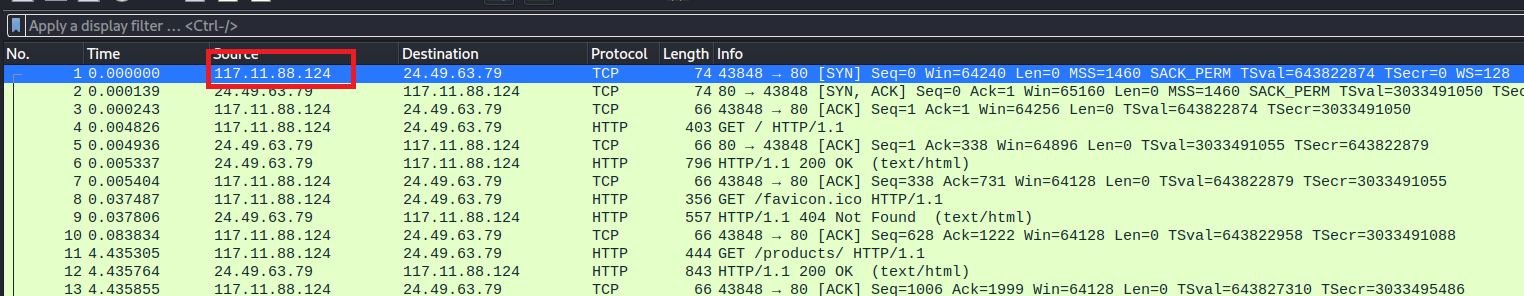 Apply a display filter … <Ctrl-/>
No. Time Source Destination Protocol Length Info
1 0.000000 117.11.88.124 24.49.63.79 TCP 74 43848 → 80 [SYN] Seq=0 Win=64240 Len=0 MSS=1460 SACK_PERM TSval=643822874 TSecr=0 WS=128
2 0.000139 24.49.63.79 117.11.88.124 TCP 74 80 → 43848 [SYN, ACK] Seq=0 Ack=1 Win=65160 Len=0 MSS=1460 SACK_PERM TSval=3033491050 TSec
3 0.000243 117.11.88.124 24.49.63.79 TCP 66 43848 → 80 [ACK] Seq=1 Ack=1 Win=64256 Len=0 TSval=643822874 TSecr=3033491050
4 0.004826 117.11.88.124 24.49.63.79 HTTP 403 GET / HTTP/1.1
5 0.004936 24.49.63.79 117.11.88.124 TCP 66 80 → 43848 [ACK] Seq=1 Ack=338 Win=64896 Len=0 TSval=3033491055 TSecr=643822879
6 0.005337 24.49.63.79 117.11.88.124 HTTP 796 HTTP/1.1 200 OK (text/html)
7 0.005404 117.11.88.124 24.49.63.79 TCP 66 43848 → 80 [ACK] Seq=338 Ack=731 Win=64128 Len=0 TSval=643822879 TSecr=3033491055
8 0.037487 117.11.88.124 24.49.63.79 HTTP 356 GET /favicon.ico HTTP/1.1
9 0.037806 24.49.63.79 117.11.88.124 HTTP 557 HTTP/1.1 404 Not Found (text/html)
10 0.083834 117.11.88.124 24.49.63.79 TCP 66 43848 → 80 [ACK] Seq=628 Ack=1222 Win=64128 Len=0 TSval=643822958 TSecr=3033491088
11 4.435305 117.11.88.124 24.49.63.79 HTTP 444 GET /products/ HTTP/1.1
12 4.435764 24.49.63.79 117.11.88.124 HTTP 843 HTTP/1.1 200 OK (text/html)
13 4.435855 117.11.88.124 24.49.63.79 TCP 66 43848 → 80 [ACK] Seq=1006 Ack=1999 Win=64128 Len=0 TSval=643827310 TSecr=3033495486